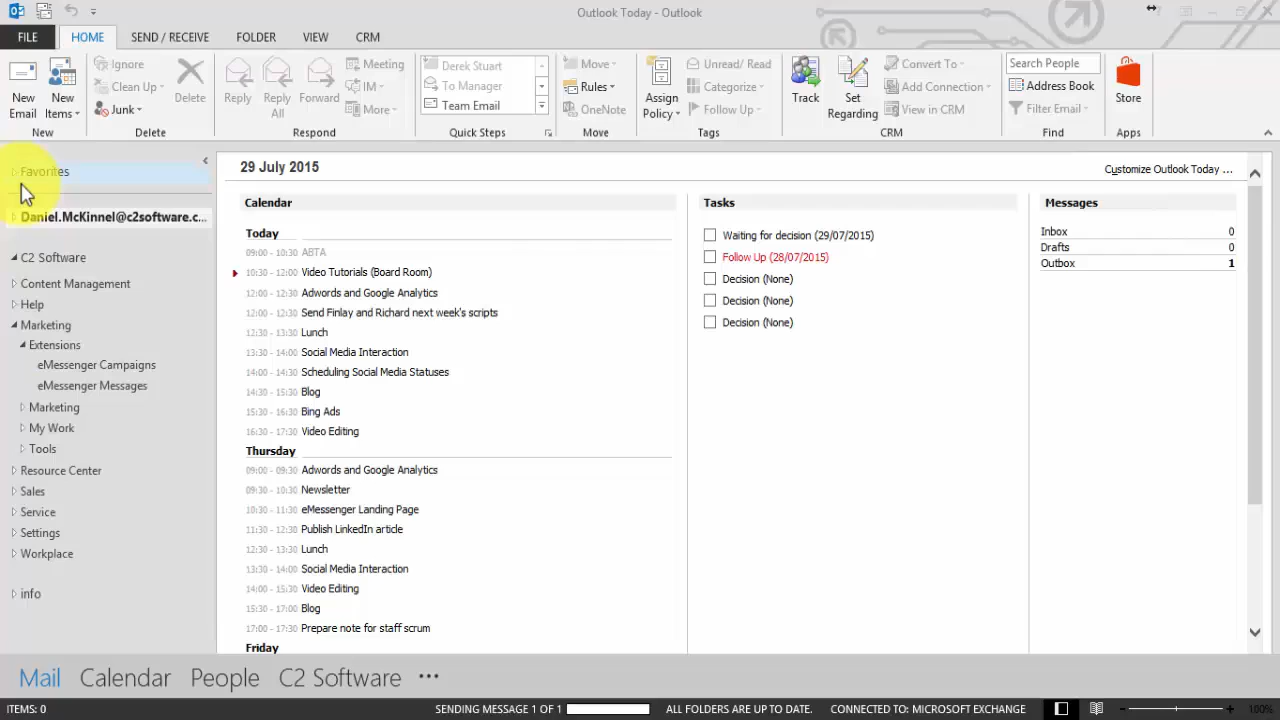 Outlook Today - Outlook
FILE
HOME
SEND / RECEIVE
FOLDER
VIEW
CRM
New Email
New Items
New
Ignore
Clean Up
Junk
Delete
Delete
Reply
Reply All
Forward
Meeting
IM
More
Respond
Derek Stuart
To Manager
Team Email
Quick Steps
Move
Rules
OneNote
Move
Assign Policy
Unread/ Read
Categorize
Follow Up
Tags
Track
Set Regarding
Convert To
Add Connection
View in CRM
CRM
Search People
Address Book
Filter Email
Find
Store
Apps
Favorites
Daniel.McKinnel@c2software.c...
C2 Software
Content Management
Help
Marketing
Extensions
eMessenger Campaigns
eMessenger Messages
Marketing
My Work
Tools
Resource Center
Sales
Service
Settings
Workplace
info
29 July 2015
Customize Outlook Today ...
Calendar
Today
09:00 - 10:30 ABTA
10:30 - 12:00 Video Tutorials (Board Room)
12:00 - 12:30 Adwords and Google Analytics
12:00 - 12:30 Send Finlay and Richard next week's scripts
12:30 - 13:30 Lunch
13:30 - 14:00 Social Media Interaction
14:00 - 14:30 Scheduling Social Media Statuses
14:30 - 15:30 Blog
15:30 - 16:30 Bing Ads
16:30 - 17:30 Video Editing
Thursday
09:00 - 09:30 Adwords and Google Analytics
09:30 - 10:30 Newsletter
10:30 - 11:30 eMessenger Landing Page
11:30 - 12:30 Publish LinkedIn article
12:30 - 13:30 Lunch
13:30 - 14:00 Social Media Interaction
14:00 - 15:30 Video Editing
15:30 - 17:00 Blog
17:00 - 17:30 Prepare note for staff scrum
Friday
Tasks
Waiting for decision (29/07/2015)
Follow Up (28/07/2015)
Decision (None)
Decision (None)
Decision (None)
Messages
Inbox 0
Drafts 0
Outbox 1
Mail
Calendar
People
C2 Software
•••
ITEMS: 0
SENDING MESSAGE 1 OF 1
ALL FOLDERS ARE UP TO DATE.
CONNECTED TO: MICROSOFT EXCHANGE
100%